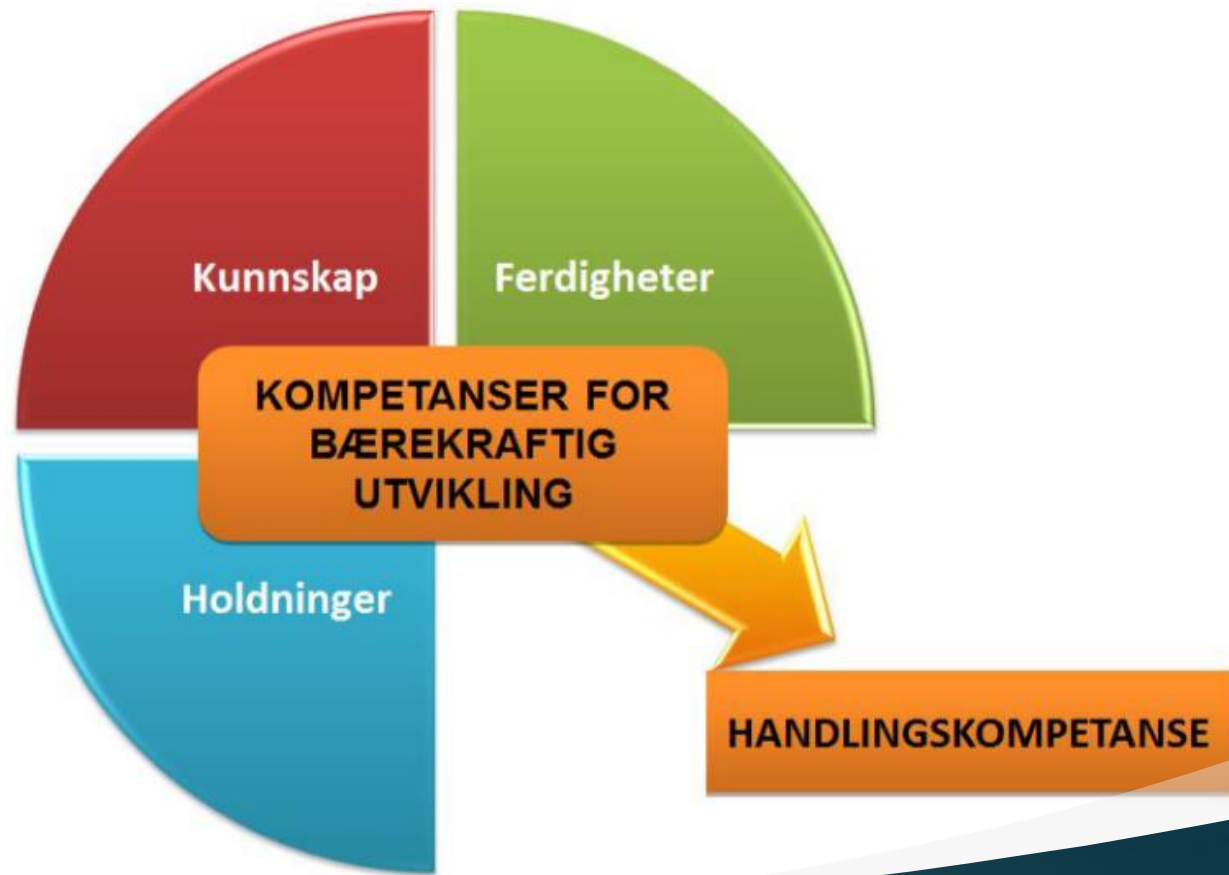 Kunnskap
Ferdigheter
KOMPETANSER FOR
BÆREKRAFTIG
UTVIKLING
Holdninger
HANDLINGSKOMPETANSE